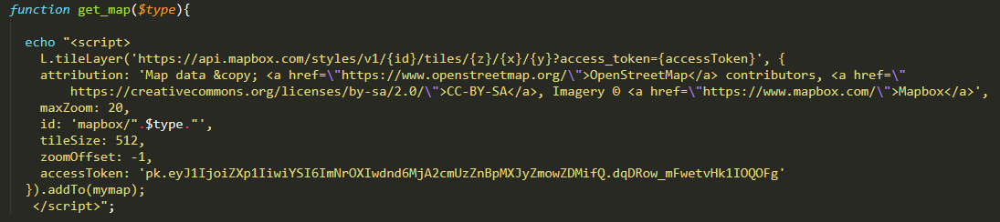 function get_map($type){
echo "<script>
L.tileLayer('https://api.mapbox.com/styles/v1/{id}/tiles/{z}/{x}/{y}?access_token={accessToken}', {
attribution: 'Map data &copy; <a href=\"https://www.openstreetmap.org/\">OpenStreetMap</a> contributors, <a href=\"
https://creativecommons.org/licenses/by-sa/2.0/\">CC-BY-SA</a>, Imagery © <a href=\"https://www.mapbox.com/\">Mapbox</a>',
maxZoom: 20,
id: 'mapbox/".$type."',
tileSize: 512,
zoomOffset: -1,
accessToken: 'pk.eyJ1IjoiZXp1IiwiYSI6ImNrOXIwdnd6MjA2cmUzZnBpMXJyZmowZDMifQ.dqDRow_mFwetvHk1IOQOFg'
}).addTo(mymap);
</script>";